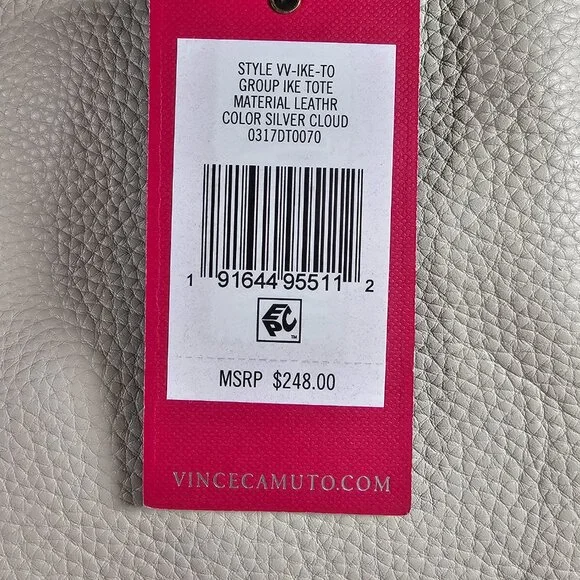 STYLE VV-IKE-TO
GROUP IKE TOTE
MATERIAL LEATHR
COLOR SILVER CLOUD
0317DT0070
1 91644 95511 2
EPC
TM
MSRP $248.00
VINCECAMUTO.COM